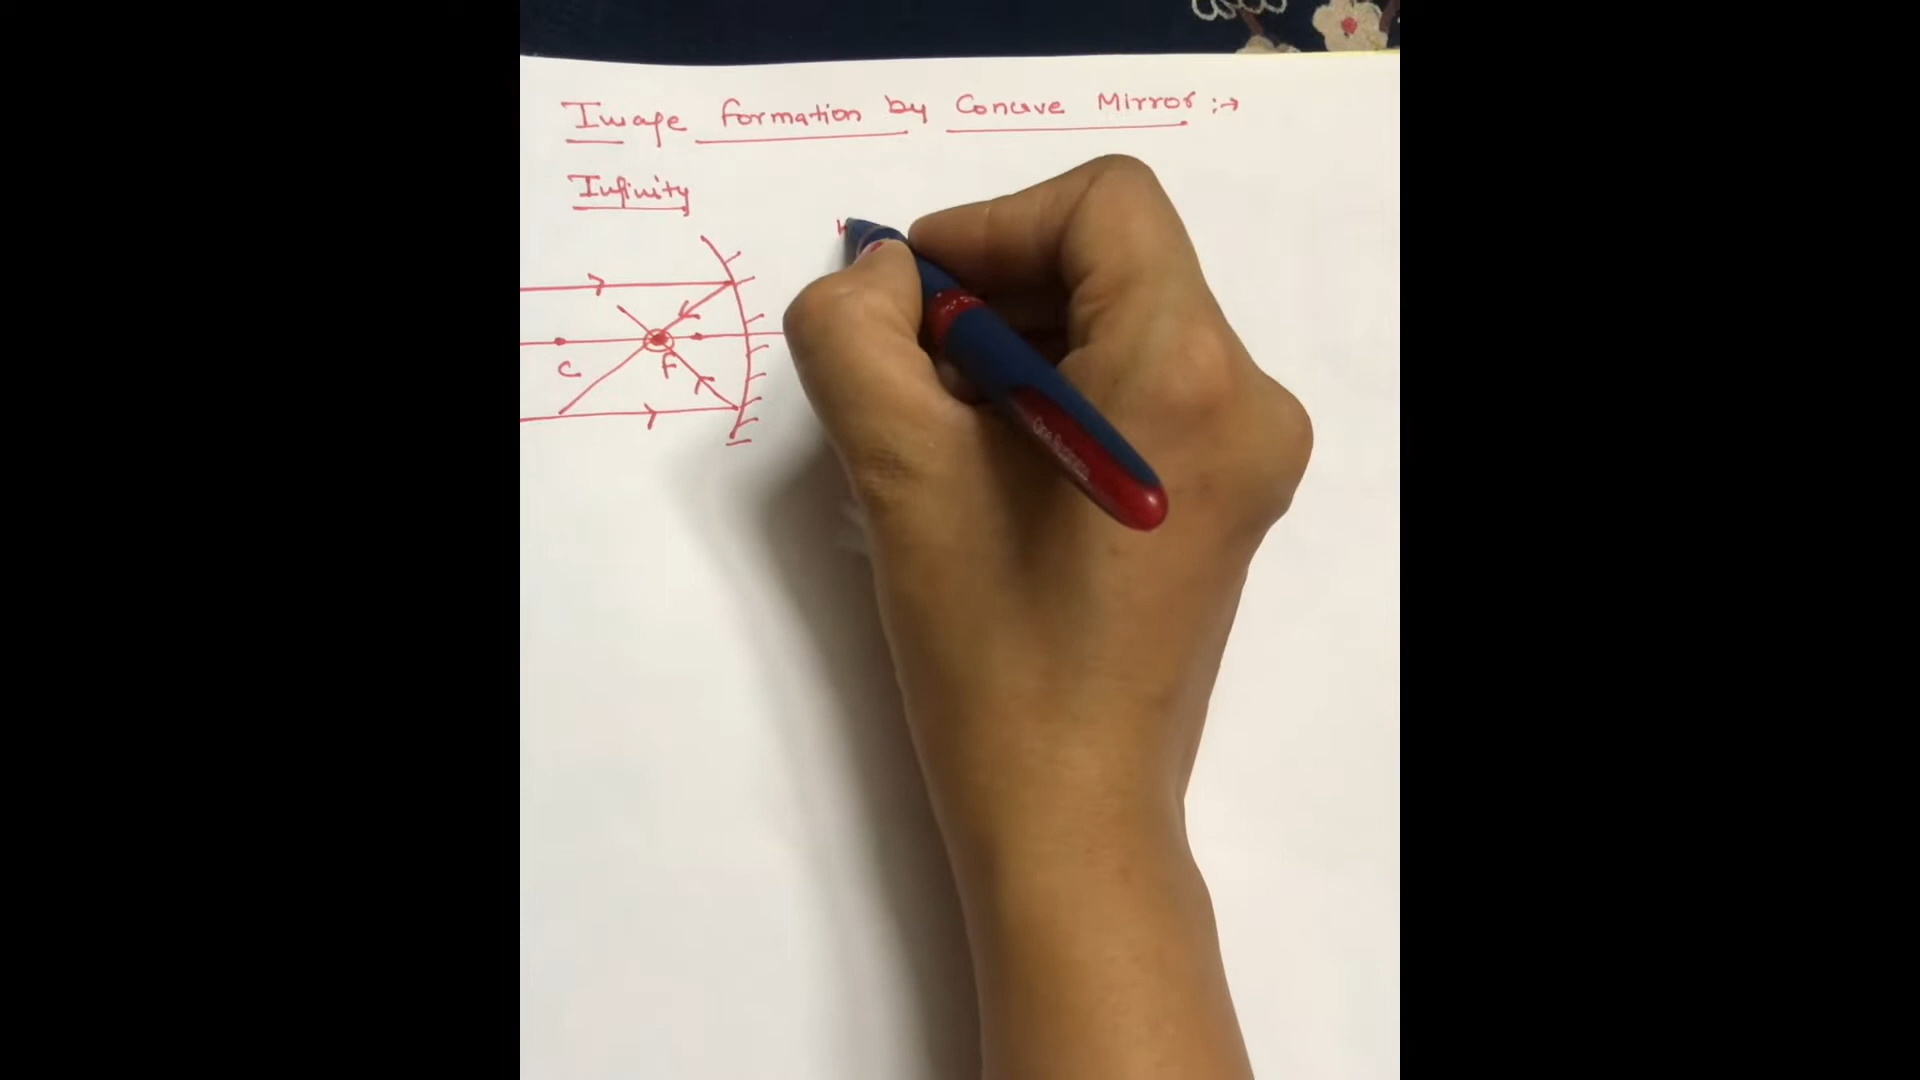 Image formation by Concave Mirror :→
Infinity
C
F